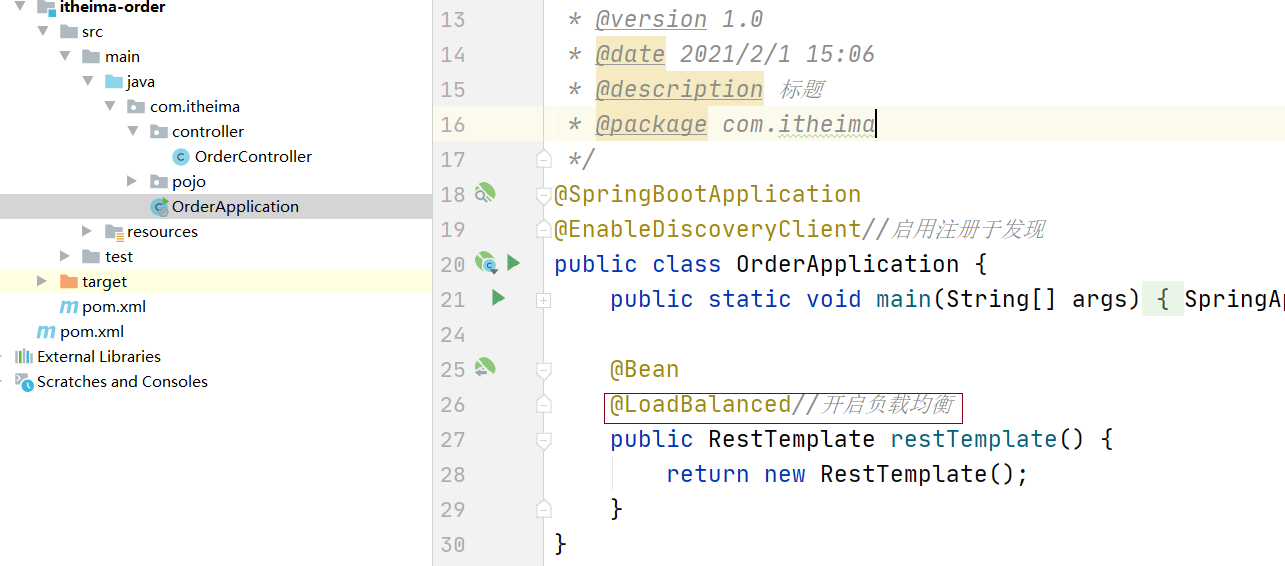 itheima-order
src
main
java
com.itheima
controller
OrderController
pojo
OrderApplication
resources
test
target
pom.xml
pom.xml
External Libraries
Scratches and Consoles
13 * @version 1.0
14 * @date 2021/2/1 15:06
15 * @description 标题
16 * @package com.itheima
17 */
18 @SpringBootApplication
19 @EnableDiscoveryClient//启用注册于发现
20 public class OrderApplication {
21 public static void main(String[] args) { SpringAp
24
25 @Bean
26 @LoadBalanced//开启负载均衡
27 public RestTemplate restTemplate() {
28 return new RestTemplate();
29 }
30 }